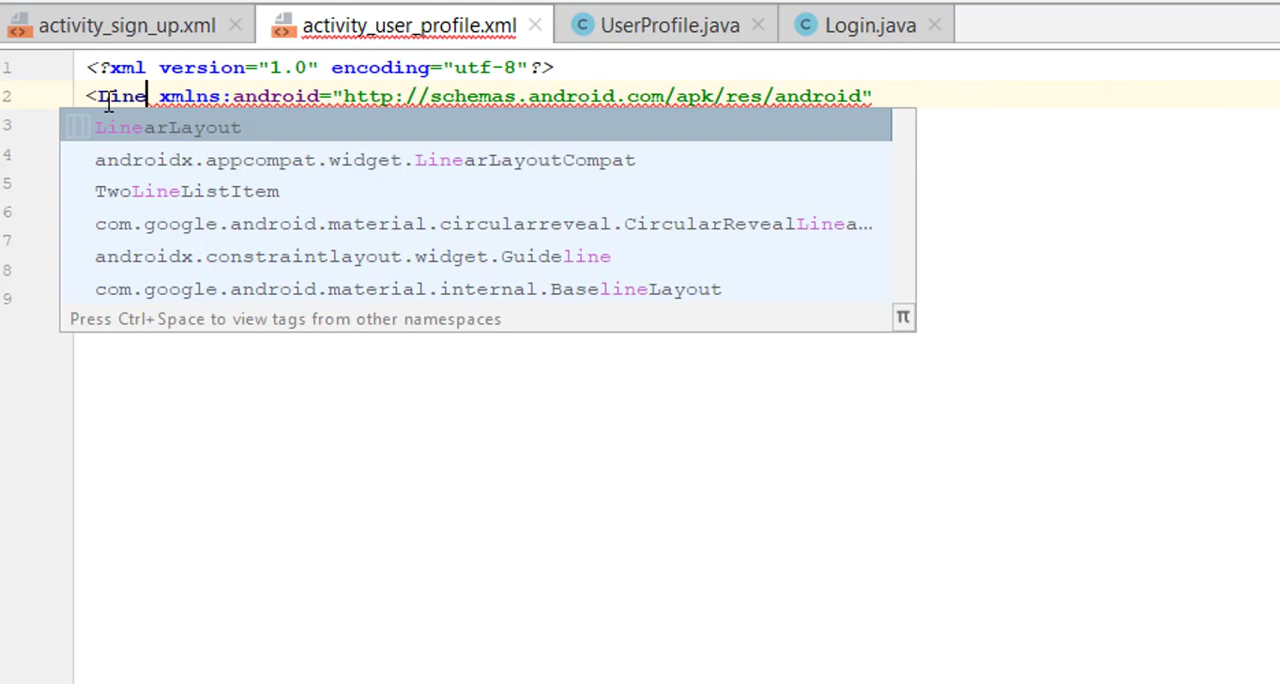 activity_sign_up.xml activity_user_profile.xml UserProfile.java Login.java
1 <?xml version="1.0" encoding="utf-8"?>
2 <Line xmlns:android="http://schemas.android.com/apk/res/android"
3 LinearLayout
4 androidx.appcompat.widget.LinearLayoutCompat
5 TwoLineListItem
6 com.google.android.material.circularreveal.CircularRevealLinea...
7 androidx.constraintlayout.widget.Guideline
8 com.google.android.material.internal.BaselineLayout
9 Press Ctrl+Space to view tags from other namespaces π